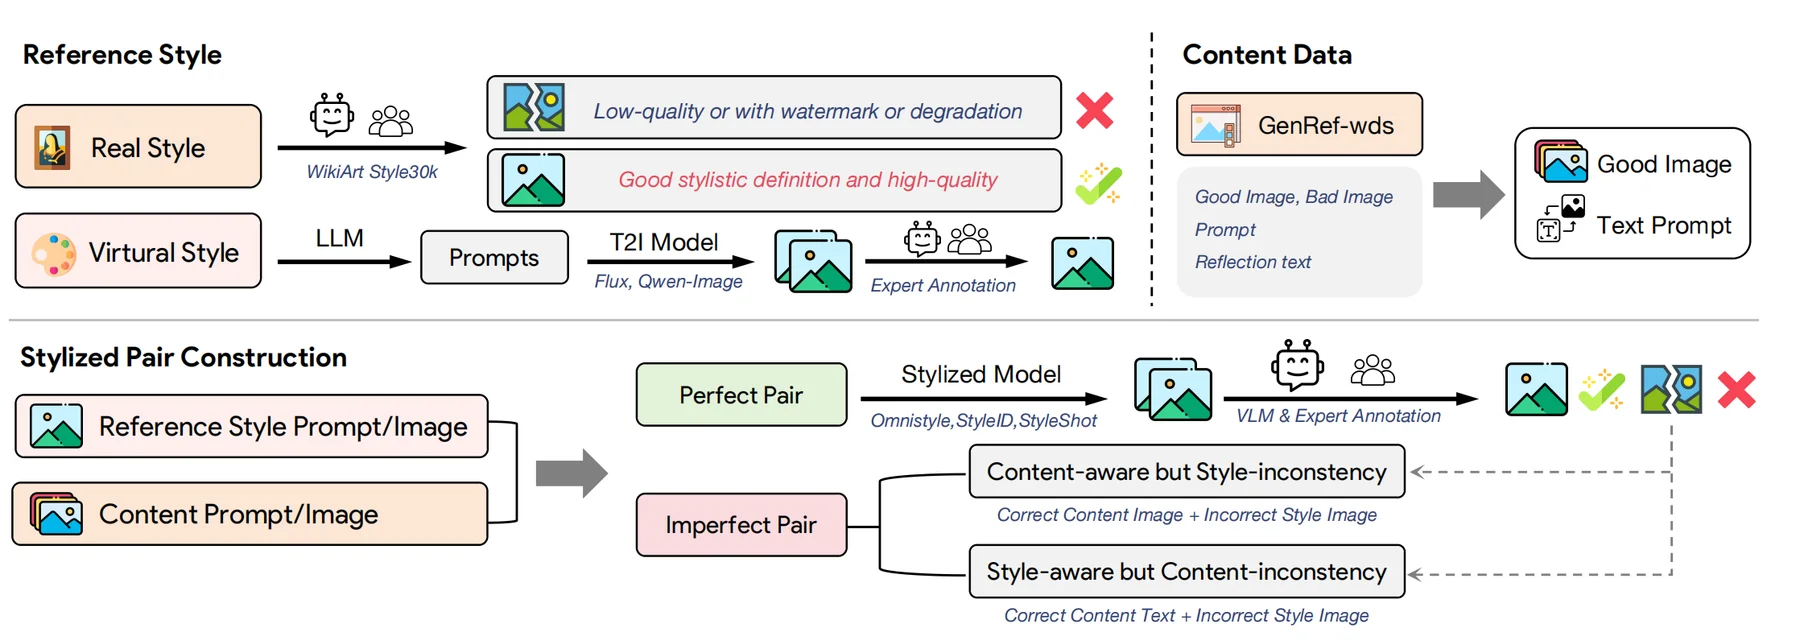 Reference Style
Real Style
WikiArt Style30k
Low-quality or with watermark or degradation
Good stylistic definition and high-quality
Virtural Style
LLM
Prompts
T2I Model
Flux, Qwen-Image
Expert Annotation
Content Data
GenRef-wds
Good Image, Bad Image
Prompt
Reflection text
Good Image
T
Text Prompt
Stylized Pair Construction
Reference Style Prompt/Image
Content Prompt/Image
Perfect Pair
Stylized Model
Omnistyle,StyleID,StyleShot
VLM & Expert Annotation
Imperfect Pair
Content-aware but Style-inconstency
Correct Content Image + Incorrect Style Image
Style-aware but Content-inconstency
Correct Content Text + Incorrect Style Image